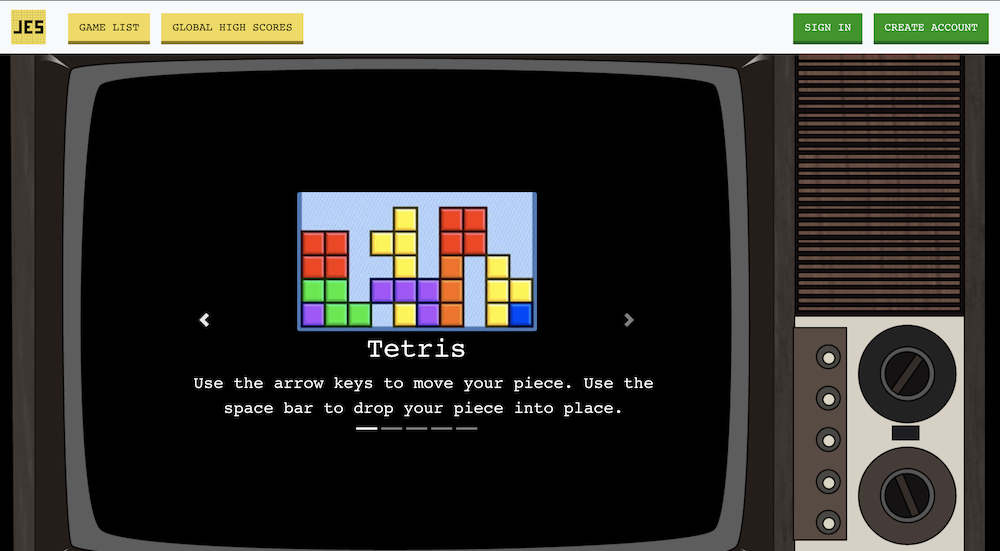 JES
GAME LIST
GLOBAL HIGH SCORES
SIGN IN
CREATE ACCOUNT
Tetris
Use the arrow keys to move your piece. Use the
space bar to drop your piece into place.